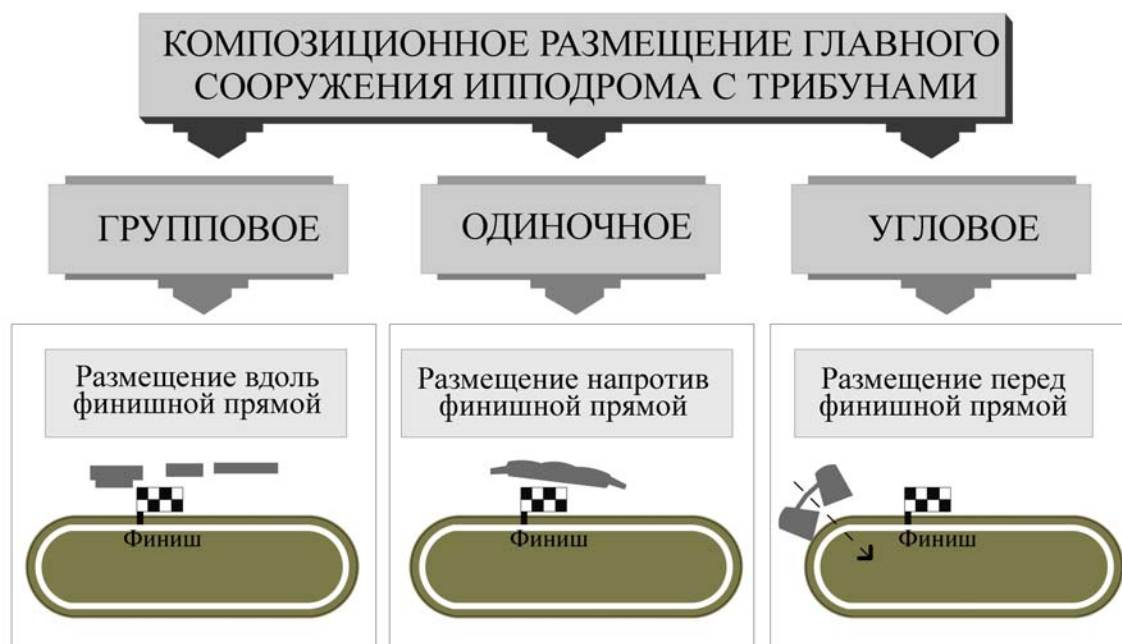 КОМПОЗИЦИОННОЕ РАЗМЕЩЕНИЕ ГЛАВНОГО
СООРУЖЕНИЯ ИППОДРОМА С ТРИБУНАМИ
ГРУППОВОЕ
ОДИНОЧНОЕ
УГЛОВОЕ
Размещение вдоль
финишной прямой
Размещение напротив
финишной прямой
Размещение перед
финишной прямой
Финиш
Финиш
Финиш